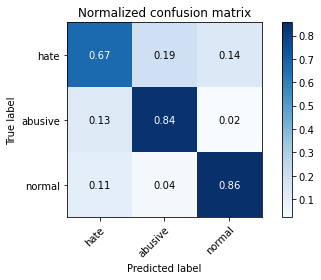 Normalized confusion matrix
True label
hate 0.67 0.19 0.14
abusive 0.13 0.84 0.02
normal 0.11 0.04 0.86
hate abusive normal
Predicted label
0.8
0.7
0.6
0.5
0.4
0.3
0.2
0.1